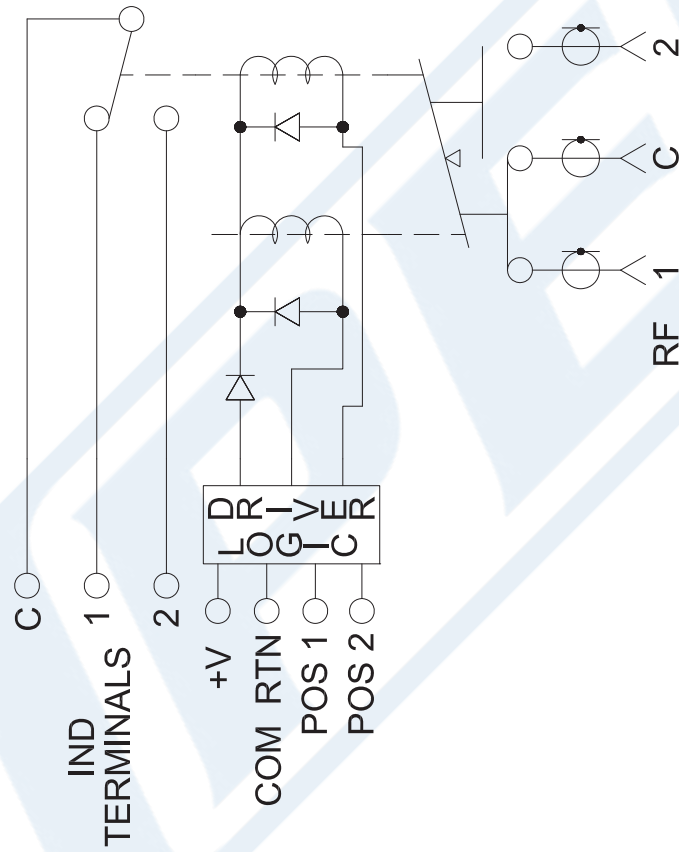 IND
TERMINALS
C
1
2
+V
COM RTN
POS 1
POS 2
DRIVER
LOGIC
RF
1
C
2